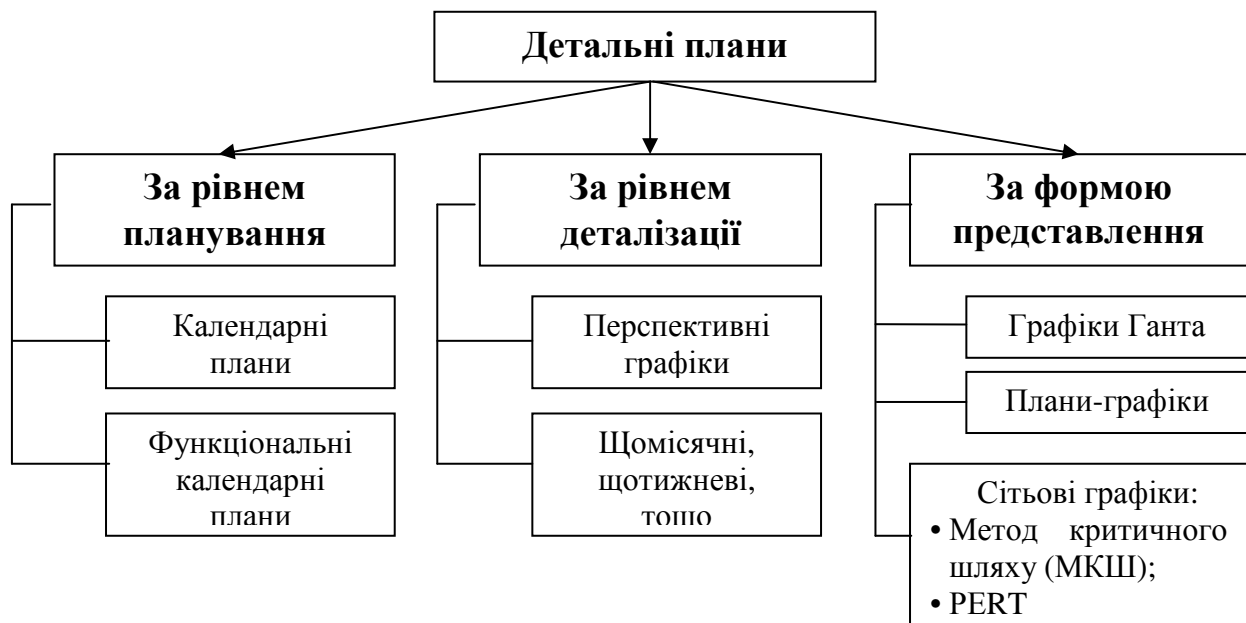 Детальні плани
За рівнем
планування
Календарні
плани
Функціональні
календарні
плани
За рівнем
деталізації
Перспективні
графіки
Щомісячні,
щотижневі,
тощо
За формою
представлення
Графіки Ганта
Плани-графіки
Сітьові графіки:
• Метод критичного
шляху (МКШ);
• PERT